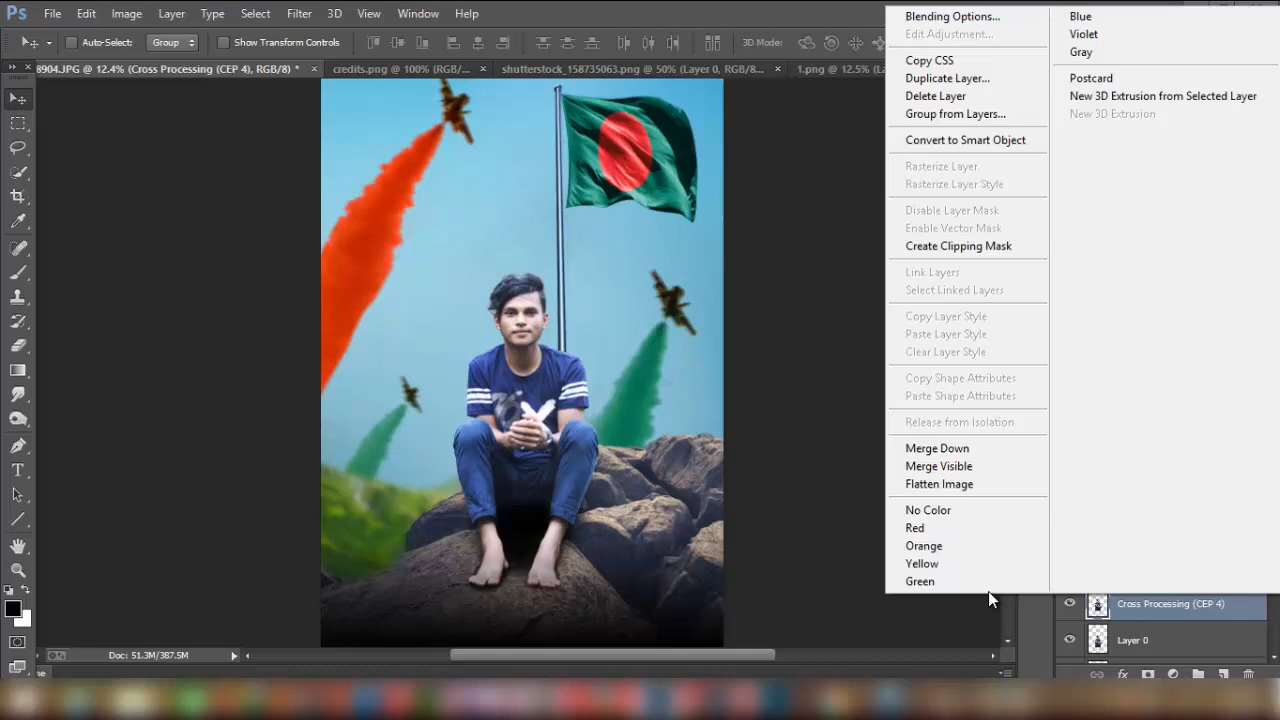 Ps File Edit Image Layer Type Select Filter 3D View Window Help
Auto-Select: Group Show Transform Controls 3D Mode:
8904.JPG @ 12.4% (Cross Processing (CEP 4), RGB/8) * × credits.png @ 100% (RGB/... × shutterstock_158735063.png @ 50% (Layer 0, RGB/8... × 1.png @ 12.5% (L
Blending Options...
Edit Adjustment...
Copy CSS
Duplicate Layer...
Delete Layer
Group from Layers...
Convert to Smart Object
Rasterize Layer
Rasterize Layer Style
Disable Layer Mask
Enable Vector Mask
Create Clipping Mask
Link Layers
Select Linked Layers
Copy Layer Style
Paste Layer Style
Clear Layer Style
Copy Shape Attributes
Paste Shape Attributes
Release from Isolation
Merge Down
Merge Visible
Flatten Image
No Color
Red
Orange
Yellow
Green
Blue
Violet
Gray
Postcard
New 3D Extrusion from Selected Layer
New 3D Extrusion
Cross Processing (CEP 4)
Layer 0
fx
Doc: 51.3M/387.5M